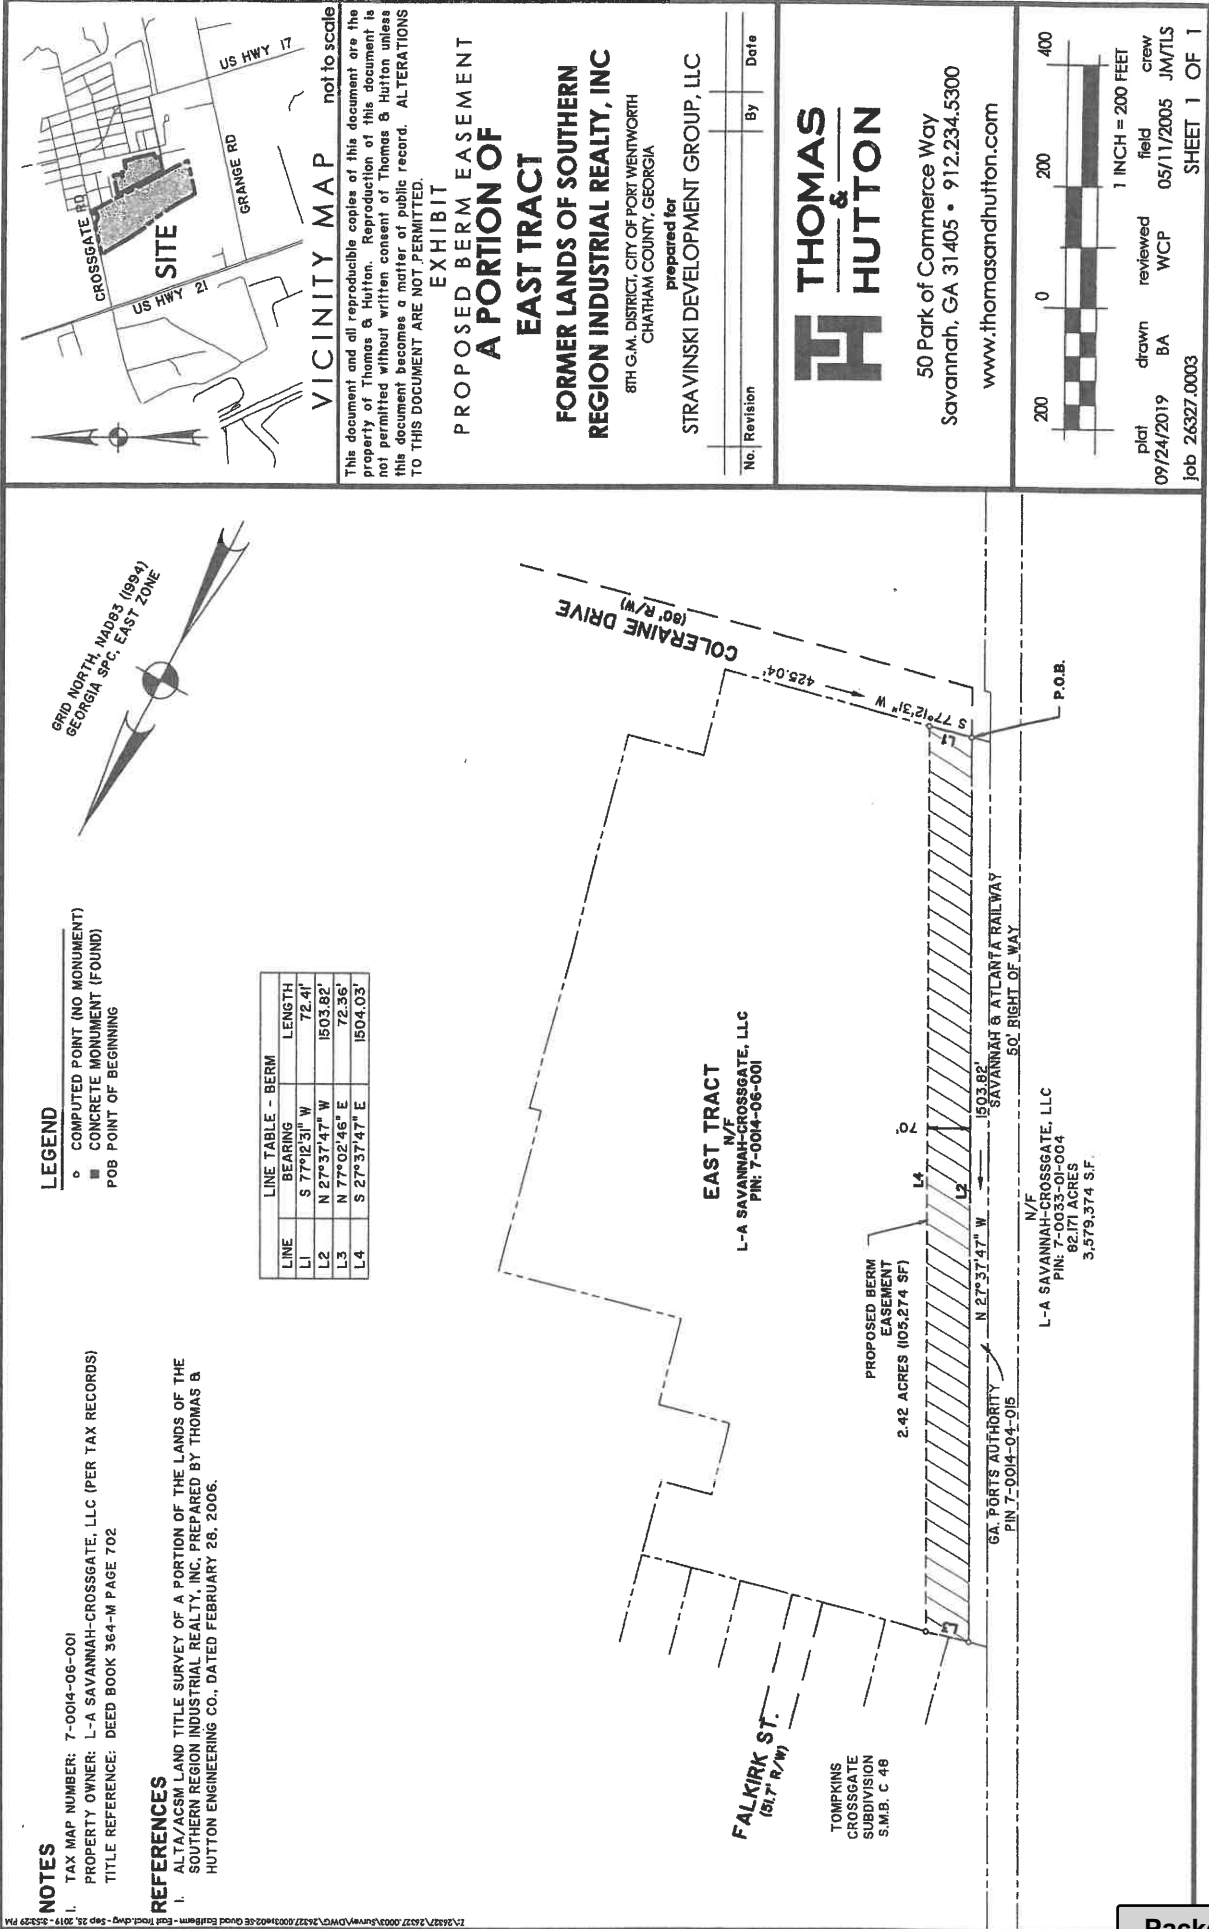 NOTES
1. TAX MAP NUMBER: 7-0014-06-001
PROPERTY OWNER: L-A SAVANNAH-CROSSGATE, LLC (PER TAX RECORDS)
TITLE REFERENCE: DEED BOOK 364-M PAGE 702
REFERENCES
1. ALTA/ACSM LAND TITLE SURVEY OF A PORTION OF THE LANDS OF THE
SOUTHERN REGION INDUSTRIAL REALTY, INC, PREPARED BY THOMAS &
HUTTON ENGINEERING CO., DATED FEBRUARY 28, 2006.
LEGEND
COMPUTED POINT (NO MONUMENT)
CONCRETE MONUMENT (FOUND)
POB POINT OF BEGINNING
GRID NORTH, NAD83 (1994)
GEORGIA SPC, EAST ZONE
LINE TABLE - BERM
LINE BEARING LENGTH
L1 S 77°12'31" W 72.41'
L2 N 27°37'47" W 1503.82'
L3 N 77°02'46" E 72.36'
L4 S 27°37'47" E 1504.03'
COLERAINE DRIVE
(80' R/W)
425.04'
S 77°12'31" W
L1
P.O.B.
EAST TRACT
N/F
L-A SAVANNAH-CROSSGATE, LLC
PIN: 7-0014-06-001
PROPOSED BERM
EASEMENT
2.42 ACRES (105,274 SF)
L4
70'
L2
L3
N 27°37'47" W
1503.82'
SAVANNAH & ATLANTA RAILWAY
50' RIGHT OF WAY
GA. PORTS AUTHORITY
PIN 7-0014-04-015
N/F
L-A SAVANNAH-CROSSGATE, LLC
PIN: 7-0033-01-004
82.171 ACRES
3,579,374 S.F.
FALKIRK ST.
(51.7' R/W)
TOMPKINS
CROSSGATE
SUBDIVISION
S.M.B. C 48
CROSSGATE RD
US HWY 17
GRANGE RD
SITE
US HWY 21
VICINITY MAP not to scale
This document and all reproducible copies of this document are the
property of Thomas & Hutton. Reproduction of this document is
not permitted without written consent of Thomas & Hutton unless
this document becomes a matter of public record. ALTERATIONS
TO THIS DOCUMENT ARE NOT PERMITTED.
EXHIBIT
PROPOSED BERM EASEMENT
A PORTION OF
EAST TRACT
FORMER LANDS OF SOUTHERN
REGION INDUSTRIAL REALTY, INC
8TH G.M. DISTRICT, CITY OF PORT WENTWORTH
CHATHAM COUNTY, GEORGIA
prepared for
STRAVINSKI DEVELOPMENT GROUP, LLC
No. Revision By Date
THOMAS
&
HUTTON
50 Park of Commerce Way
Savannah, GA 31405 • 912.234.5300
www.thomasandhutton.com
200 0 200 400
1 INCH = 200 FEET
plat drawn reviewed field crew
09/24/2019 BA WCP 05/11/2005 JM/TLS
job 26327.0003 SHEET 1 OF 1